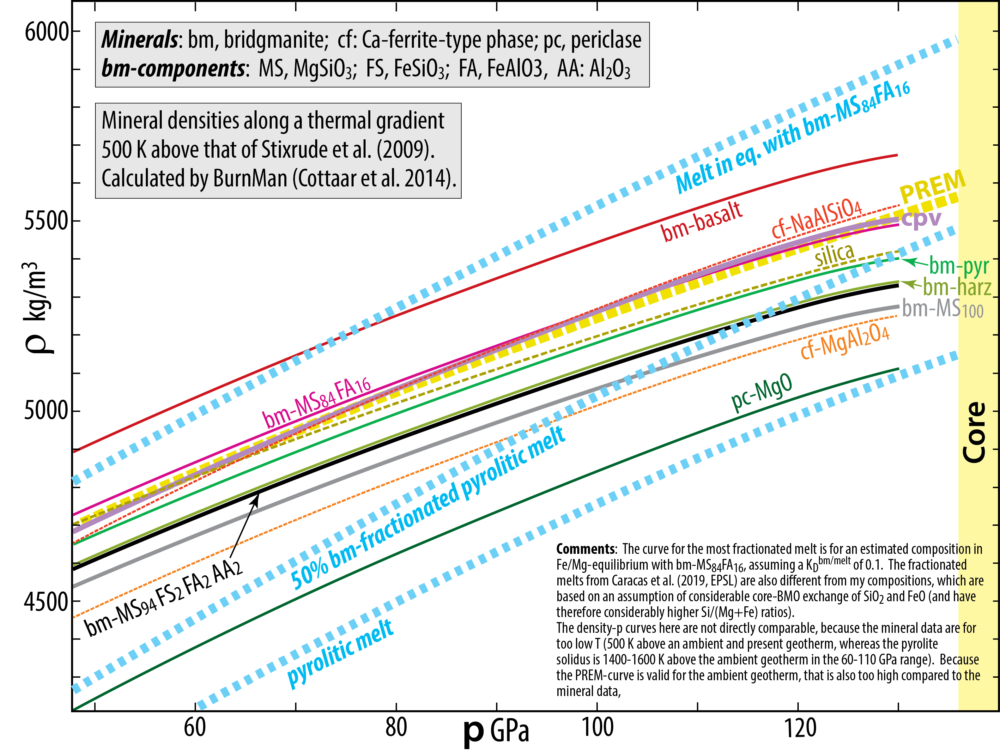 Minerals: bm, bridgmanite; cf: Ca-ferrite-type phase; pc, periclase
bm-components: MS, MgSiO₃; FS, FeSiO₃; FA, FeAlO3, AA: Al₂O₃
Mineral densities along a thermal gradient
500 K above that of Stixrude et al. (2009).
Calculated by BurnMan (Cottaar et al. 2014).
6000
5500
5000
4500
ρ kg/m³
Melt in eq. with bm-MS₈₄FA₁₆
bm-basalt
PREM
cf-NaAlSiO₄
cpv
silica
bm-pyr
bm-harz
bm-MS₁₀₀
cf-MgAl₂O₄
pc-MgO
bm-MS₈₄FA₁₆
50% bm-fractionated pyrolitic melt
bm-MS₉₄FS₂FA₂AA₂
pyrolitic melt
Core
Comments: The curve for the most fractionated melt is for an estimated composition in
Fe/Mg-equilibrium with bm-MS₈₄FA₁₆, assuming a K_D^bm/melt of 0.1. The fractionated
melts from Caracas et al. (2019, EPSL) are also different from my compositions, which are
based on an assumption of considerable core-BMO exchange of SiO₂ and FeO (and have
therefore considerably higher Si/(Mg+Fe) ratios).
The density-p curves here are not directly comparable, because the mineral data are for
too low T (500 K above an ambient and present geotherm, whereas the pyrolite
solidus is 1400-1600 K above the ambient geotherm in the 60-110 GPa range). Because
the PREM-curve is valid for the ambient geotherm, that is also too high compared to the
mineral data,
60
80
p GPa
100
120